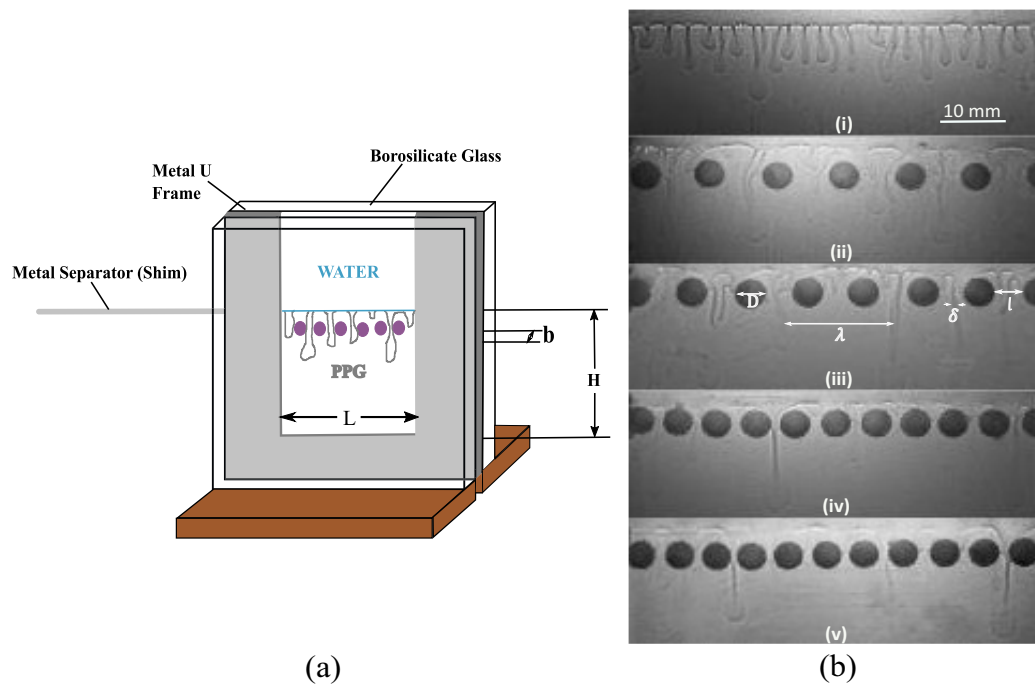 Borosilicate Glass
Metal U
Frame
Metal Separator (Shim)
WATER
b
PPG
H
L
(a)
10 mm
(i)
(ii)
D
δ
l
λ
(iii)
(iv)
(v)
(b)